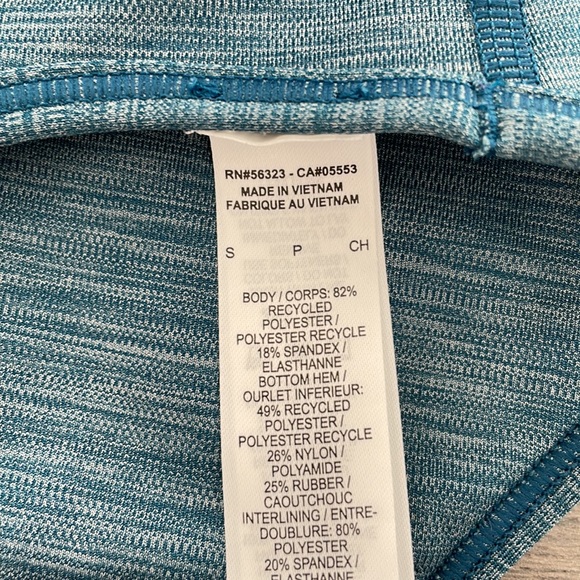 RN#56323 - CA#05553
MADE IN VIETNAM
FABRIQUE AU VIETNAM
S P CH
BODY / CORPS: 82%
RECYCLED
POLYESTER /
POLYESTER RECYCLE
18% SPANDEX /
ELASTHANNE
BOTTOM HEM /
OURLET INFERIEUR:
49% RECYCLED
POLYESTER /
POLYESTER RECYCLE
26% NYLON /
POLYAMIDE
25% RUBBER /
CAOUTCHOUC
INTERLINING / ENTRE-
DOUBLURE: 80%
POLYESTER
20% SPANDEX /
ELASTHANNE